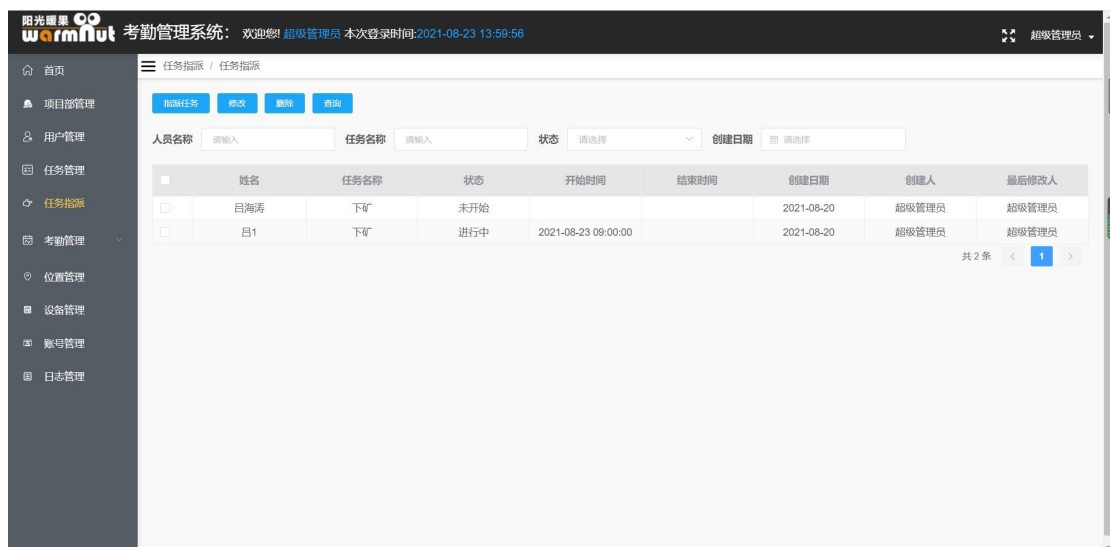 阳光暖果
warmnut 考勤管理系统： 欢迎您! 超级管理员 本次登录时间:2021-08-23 13:59:56 超级管理员
首页
项目部管理
用户管理
任务管理
任务指派
考勤管理
位置管理
设备管理
账号管理
日志管理
任务指派 / 任务指派
指派任务 修改 删除 查询
人员名称 请输入 任务名称 请输入 状态 请选择 创建日期 请选择
姓名 任务名称 状态 开始时间 结束时间 创建日期 创建人 最后修改人
吕海涛 下矿 未开始 2021-08-20 超级管理员 超级管理员
吕1 下矿 进行中 2021-08-23 09:00:00 2021-08-20 超级管理员 超级管理员
共 2 条 < 1 >